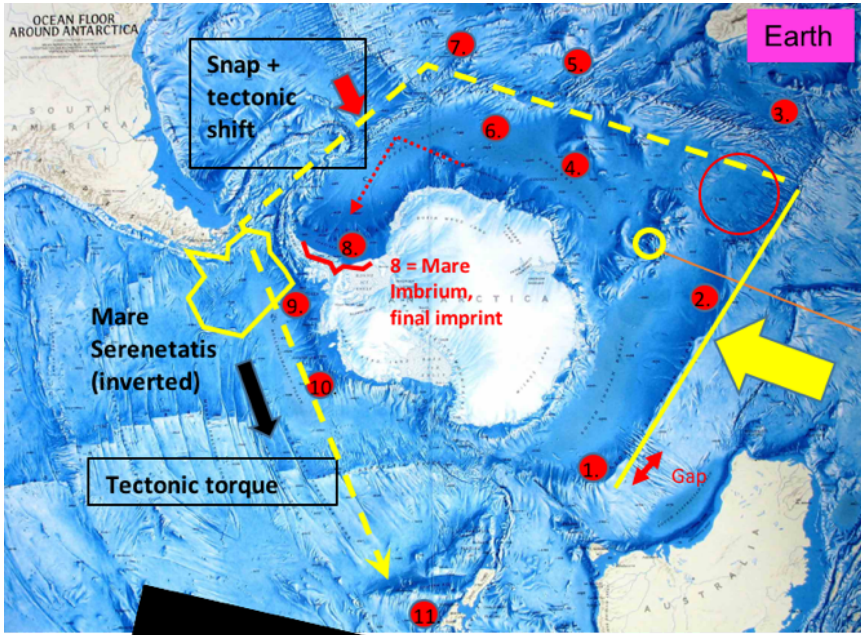 OCEAN FLOOR
AROUND ANTARCTICA
Earth
Snap +
tectonic
shift
7.
5.
3.
6.
4.
SOUTH
AMERICA
8.
8 = Mare
Imbrium,
final imprint
ANTARCTICA
2.
9.
Mare
Serenetatis
(inverted)
10.
1.
Gap
Tectonic torque
11.
AUSTRALIA